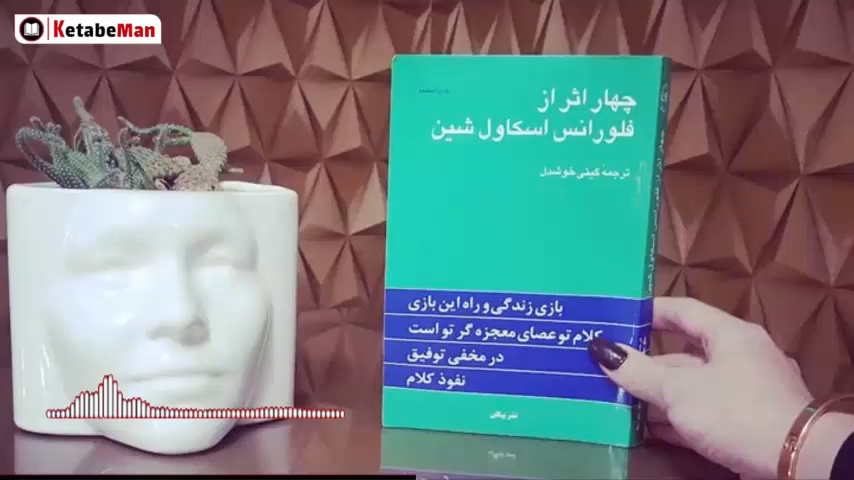 KetabeMan
چهار اثر از
فلورانس اسکاول شین
ترجمهٔ گیتی خوشدل
بازی زندگی و راه این بازی
کلام تو عصای معجزه گر تو است
در مخفی توفیق
نفوذ کلام
نشر پیکان